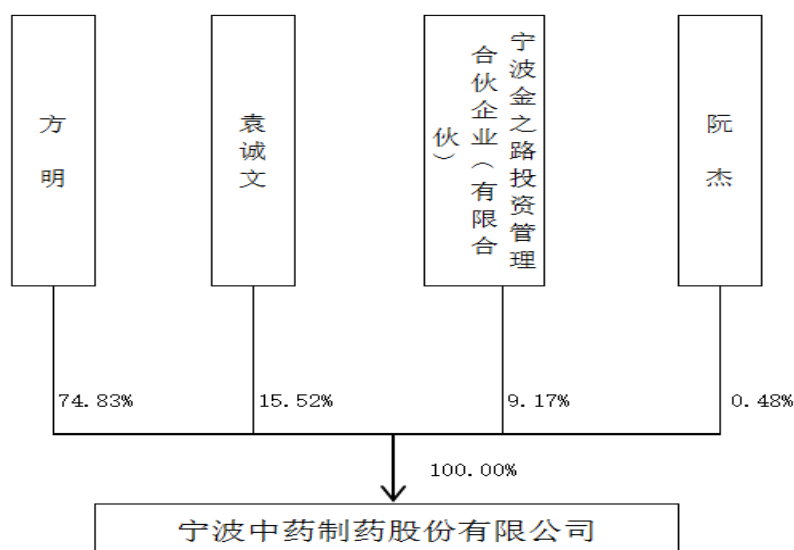 方明
袁诚文
宁波金之路投资管理
合伙企业（有限合
伙）
阮杰
74.83%
15.52%
9.17%
0.48%
100.00%
宁波中药制药股份有限公司